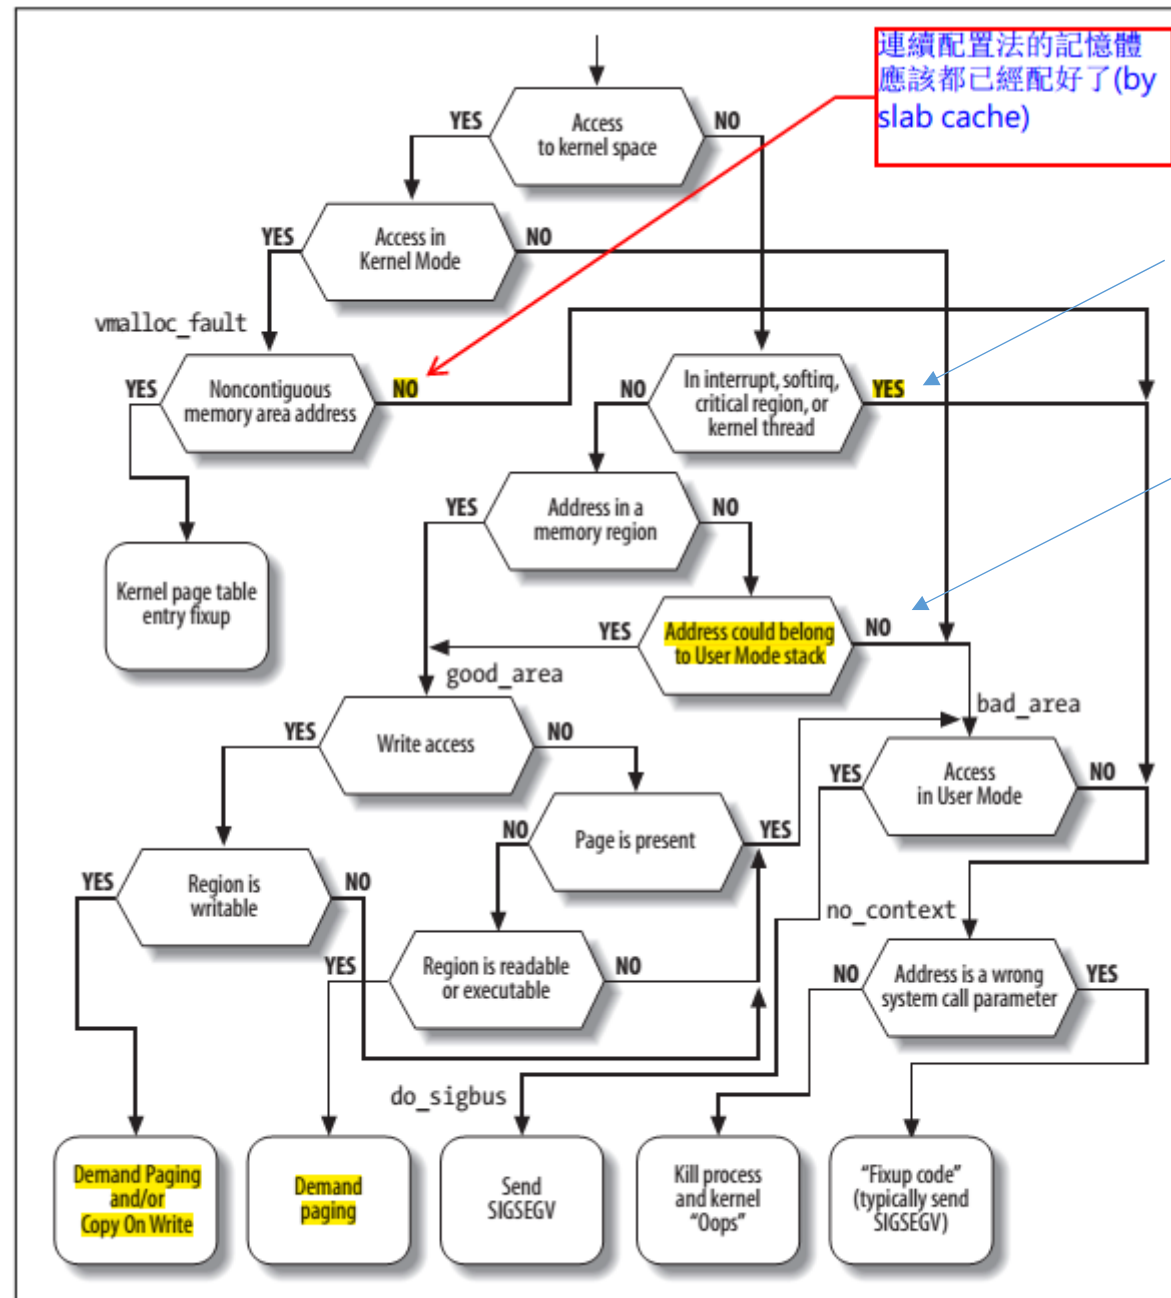 連續配置法的記憶體
應該都已經配好了(by
slab cache)
Access
to kernel space
YES
NO
Access in
Kernel Mode
YES
NO
vmalloc_fault
Noncontiguous
memory area address
YES
NO
In interrupt, softirq,
critical region, or
kernel thread
NO
YES
Address in a
memory region
YES
NO
Kernel page table
entry fixup
Address could belong
to User Mode stack
YES
NO
good_area
bad_area
Write access
YES
NO
Access
in User Mode
YES
NO
Page is present
NO
YES
Region is
writable
YES
NO
no_context
Region is readable
or executable
YES
NO
Address is a wrong
system call parameter
NO
YES
do_sigbus
Demand Paging
and/or
Copy On Write
Demand
paging
Send
SIGSEGV
Kill process
and kernel
“Oops”
“Fixup code”
(typically send
SIGSEGV)